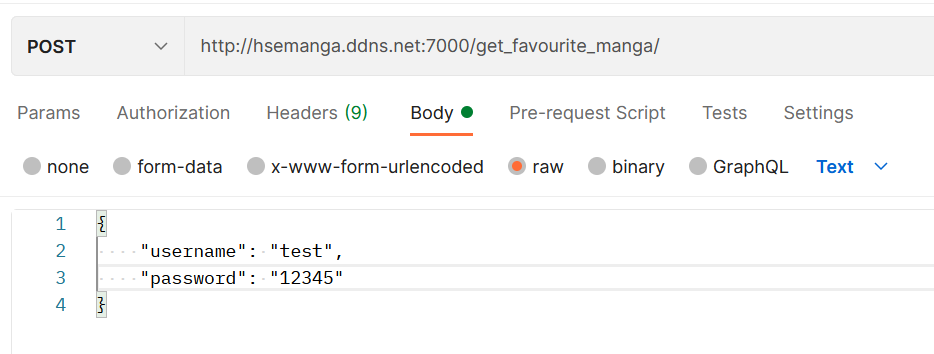 POST http://hsemanga.ddns.net:7000/get_favourite_manga/
Params Authorization Headers (9) Body Pre-request Script Tests Settings
none form-data x-www-form-urlencoded raw binary GraphQL Text
1 {
2 "username": "test",
3 "password": "12345"
4 }